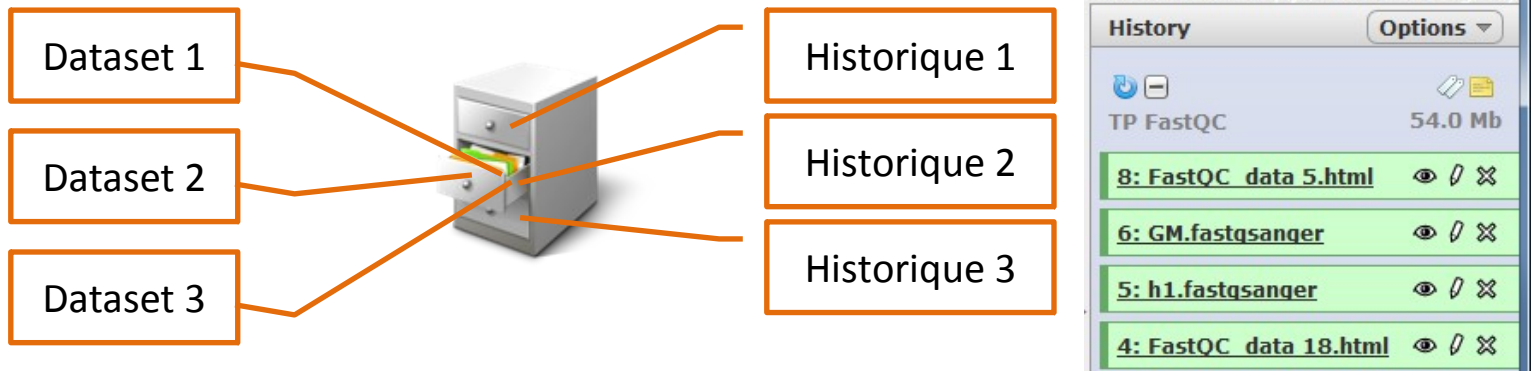 Dataset 1
Dataset 2
Dataset 3
Historique 1
Historique 2
Historique 3
History Options
TP FastQC 54.0 Mb
8: FastQC_data 5.html
6: GM.fastqsanger
5: h1.fastqsanger
4: FastQC_data 18.html